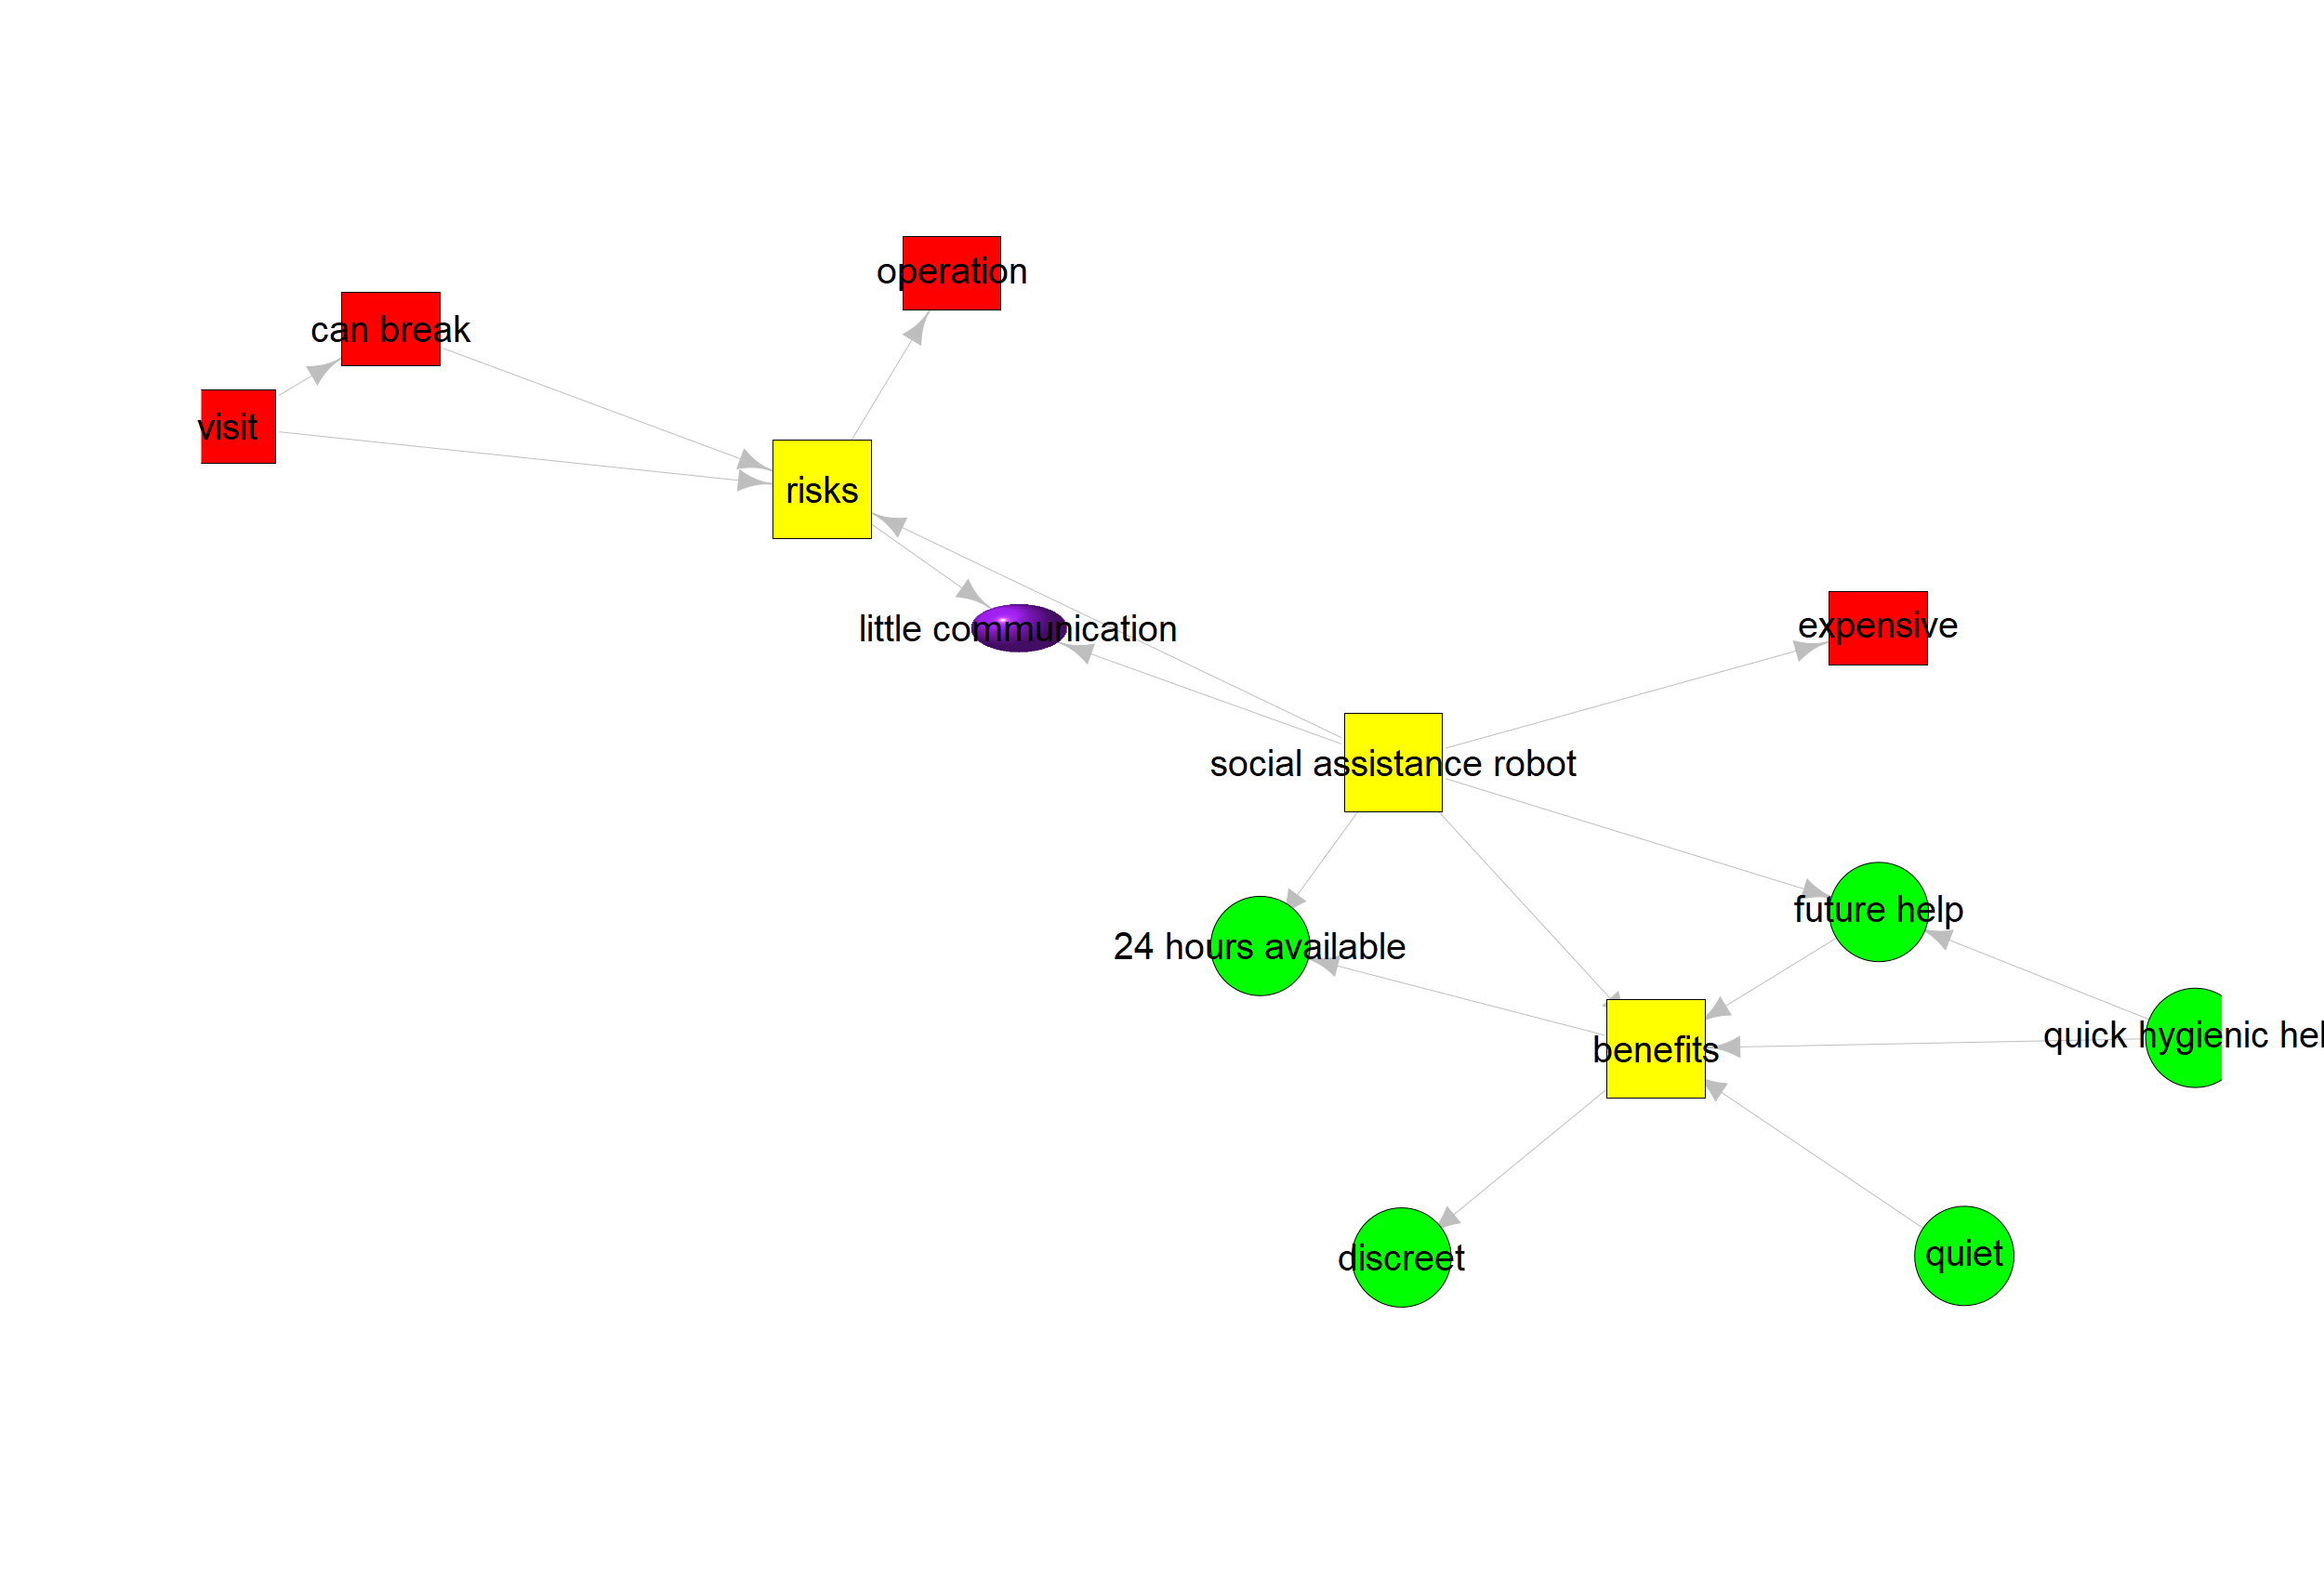 operation
can break
visit
risks
little communication
expensive
social assistance robot
future help
24 hours available
quick hygienic hel
benefits
discreet
quiet